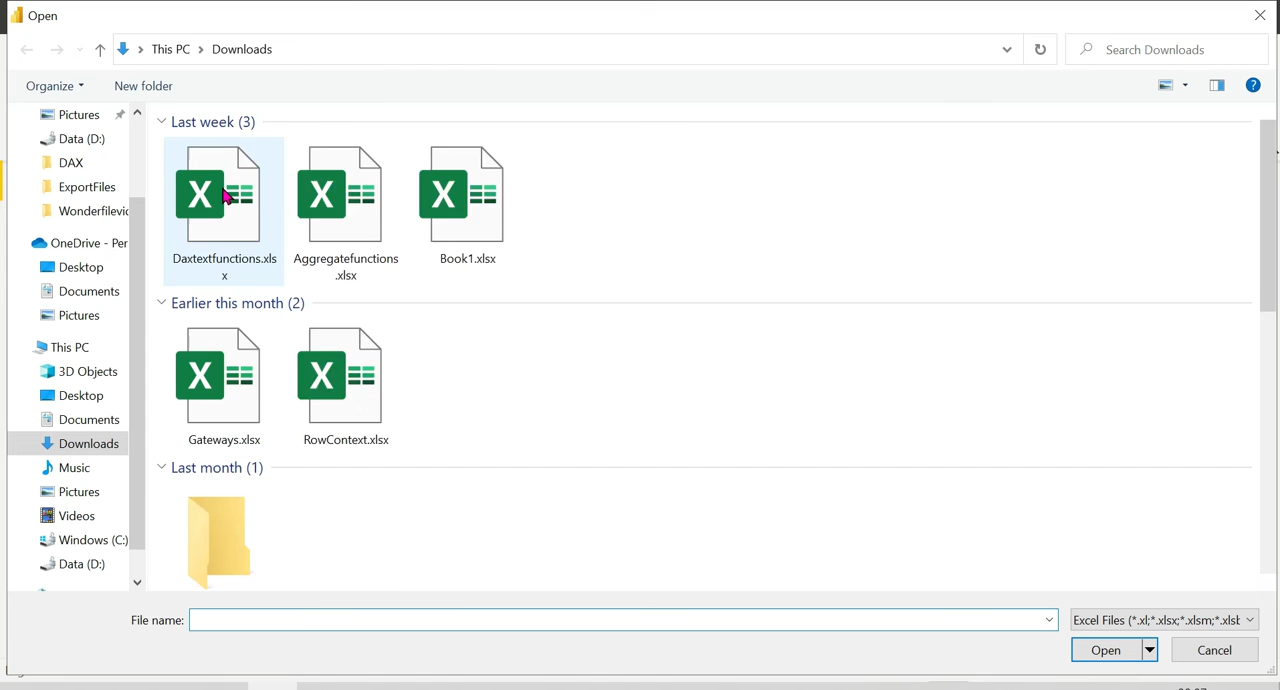 Open
This PC
Downloads
Search Downloads
Organize
New folder
Pictures
Data (D:)
DAX
ExportFiles
Wonderfilevic
OneDrive - Per
Desktop
Documents
Pictures
This PC
3D Objects
Desktop
Documents
Downloads
Music
Pictures
Videos
Windows (C:)
Data (D:)
Last week (3)
Daxtextfunctions.xls
x
Aggregatefunctions
.xlsx
Book1.xlsx
Earlier this month (2)
Gateways.xlsx
RowContext.xlsx
Last month (1)
File name:
Excel Files (*.xl;*.xlsx;*.xlsm;*.xlsb
Open
Cancel